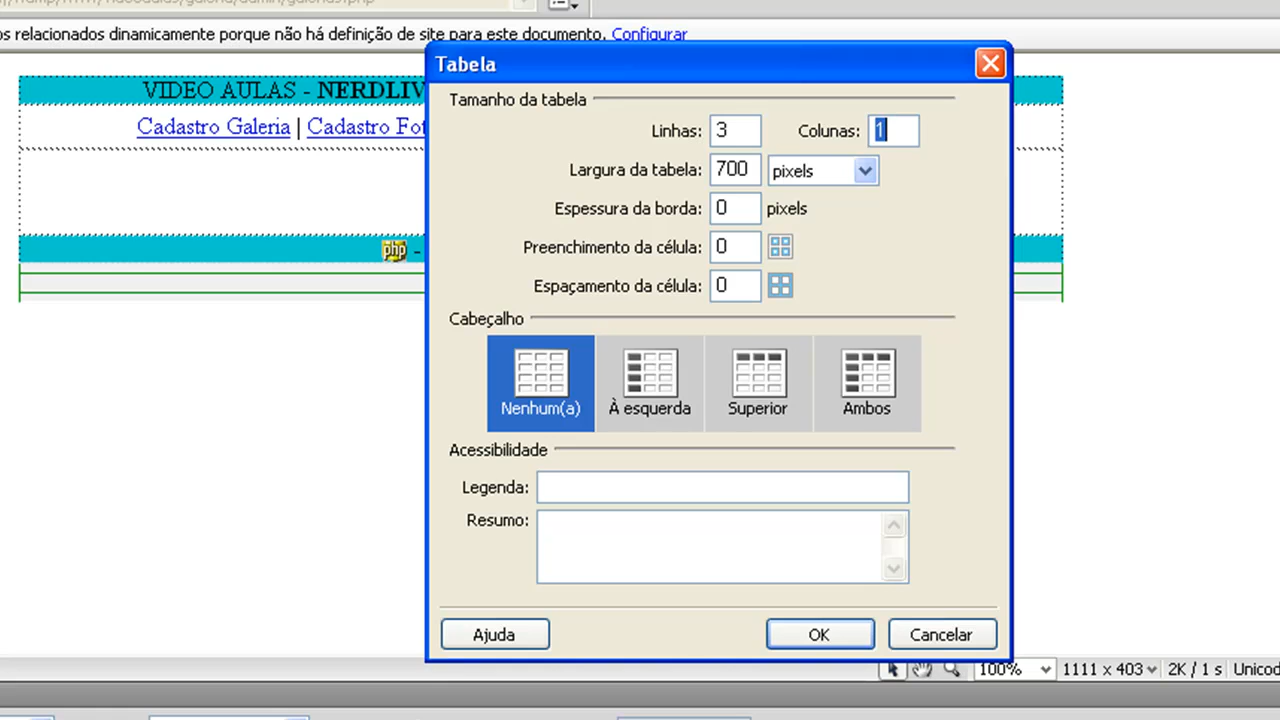 os relacionados dinamicamente porque não há definição de site para este documento. Configurar
Tabela
VIDEO AULAS - NERDLIV
Cadastro Galeria | Cadastro Fot
php -
Tamanho da tabela
Linhas: 3 Colunas: 1
Largura da tabela: 700 pixels
Espessura da borda: 0 pixels
Preenchimento da célula: 0
Espaçamento da célula: 0
Cabeçalho
Nenhum(a) À esquerda Superior Ambos
Acessibilidade
Legenda:
Resumo:
Ajuda OK Cancelar
100% 1111 x 403 2K / 1 s Unicod